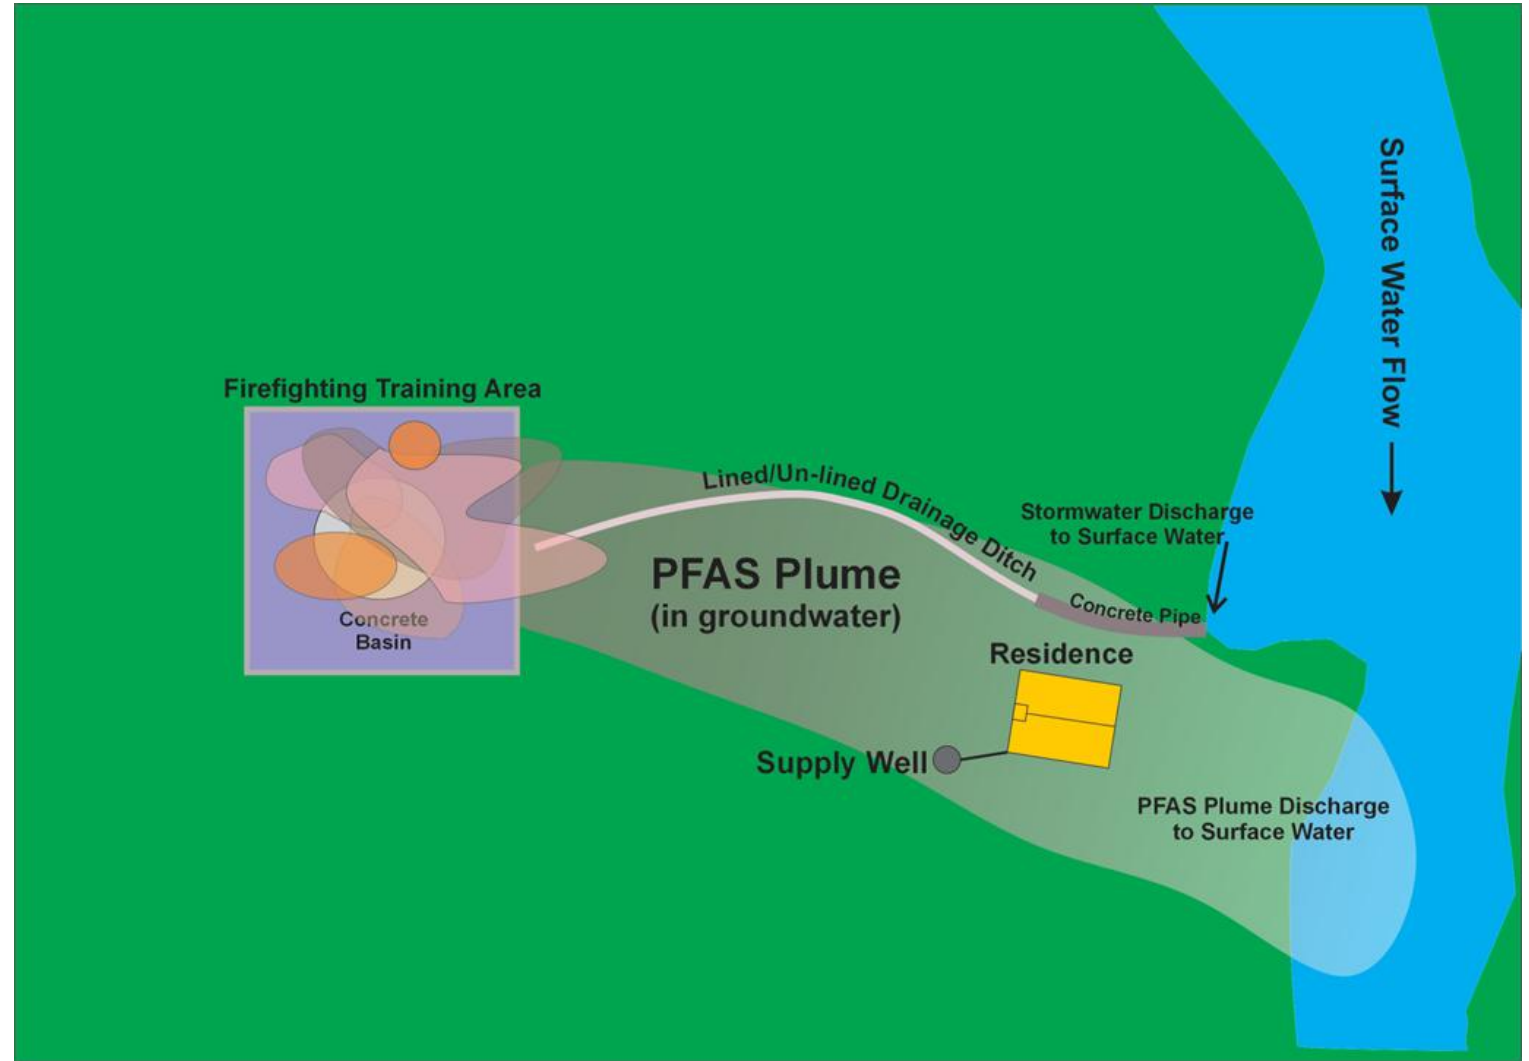 Surface Water Flow
Firefighting Training Area
Lined/Un-lined Drainage Ditch
Stormwater Discharge
to Surface Water
PFAS Plume
(in groundwater)
Concrete Pipe
Concrete
Basin
Residence
Supply Well
PFAS Plume Discharge
to Surface Water